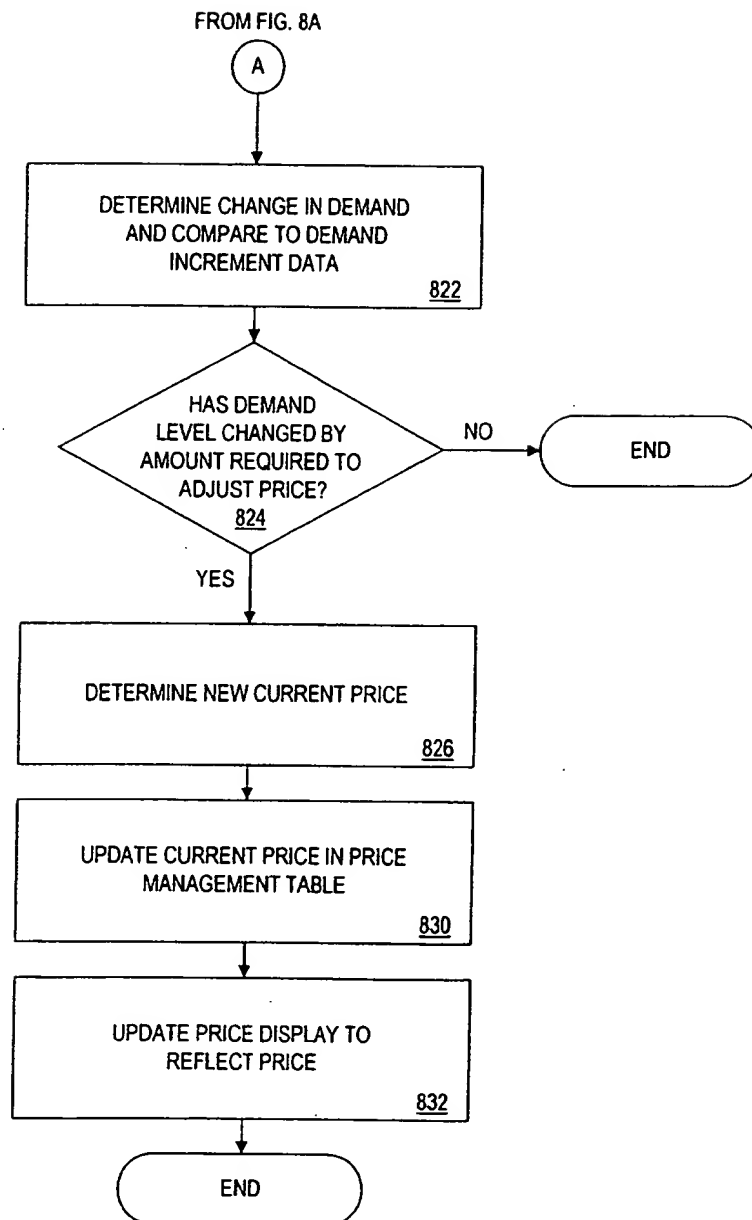 FROM FIG. 8A
A
DETERMINE CHANGE IN DEMAND
AND COMPARE TO DEMAND
INCREMENT DATA
822
HAS DEMAND
LEVEL CHANGED BY
AMOUNT REQUIRED TO
ADJUST PRICE?
824
NO
END
YES
DETERMINE NEW CURRENT PRICE
826
UPDATE CURRENT PRICE IN PRICE
MANAGEMENT TABLE
830
UPDATE PRICE DISPLAY TO
REFLECT PRICE
832
END